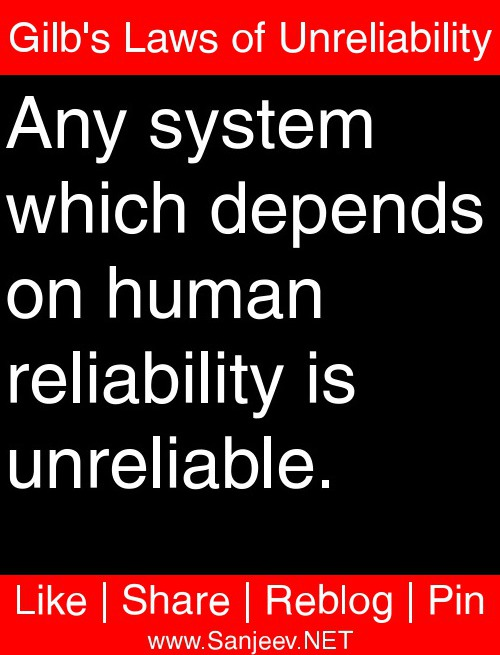 Gilb's Laws of Unreliability
Any system
which depends
on human
reliability is
unreliable.
Like | Share | Reblog | Pin
www.Sanjeev.NET